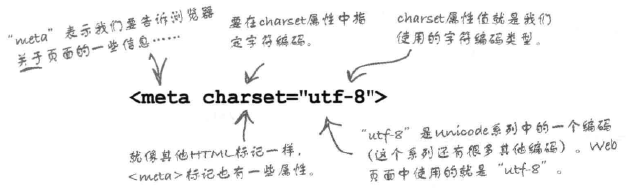 “meta”表示我们要告诉浏览器
关于页面的一些信息……
要在charset属性中指
定字符编码。
charset属性值就是我们
使用的字符编码类型。
<meta charset="utf-8">
就像其他HTML标记一样，
<meta>标记也有一些属性。
“utf-8”是Unicode系列中的一个编码
（这个系列还有很多其他编码）。Web
页面中使用的就是“utf-8”。